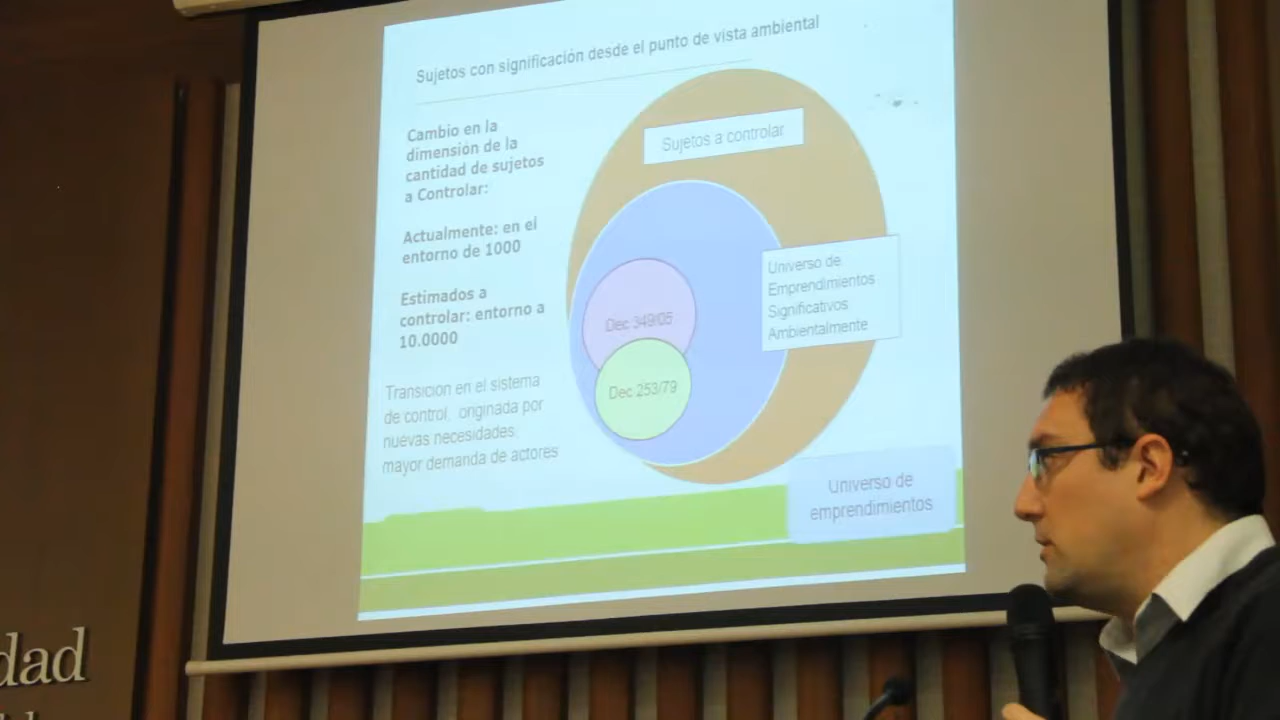 Sujetos con significación desde el punto de vista ambiental
Cambio en la
dimensión de la
cantidad de sujetos
a Controlar:
Actualmente: en el
entorno de 1000
Estimados a
controlar: entorno a
10.0000
Transicion en el sistema
de control, originada por
nuevas necesidades,
mayor demanda de actores
Sujetos a controlar
Universo de
Emprendimientos
Significativos
Ambientalmente
Dec 349/05
Dec 253/79
Universo de
emprendimientos
dad